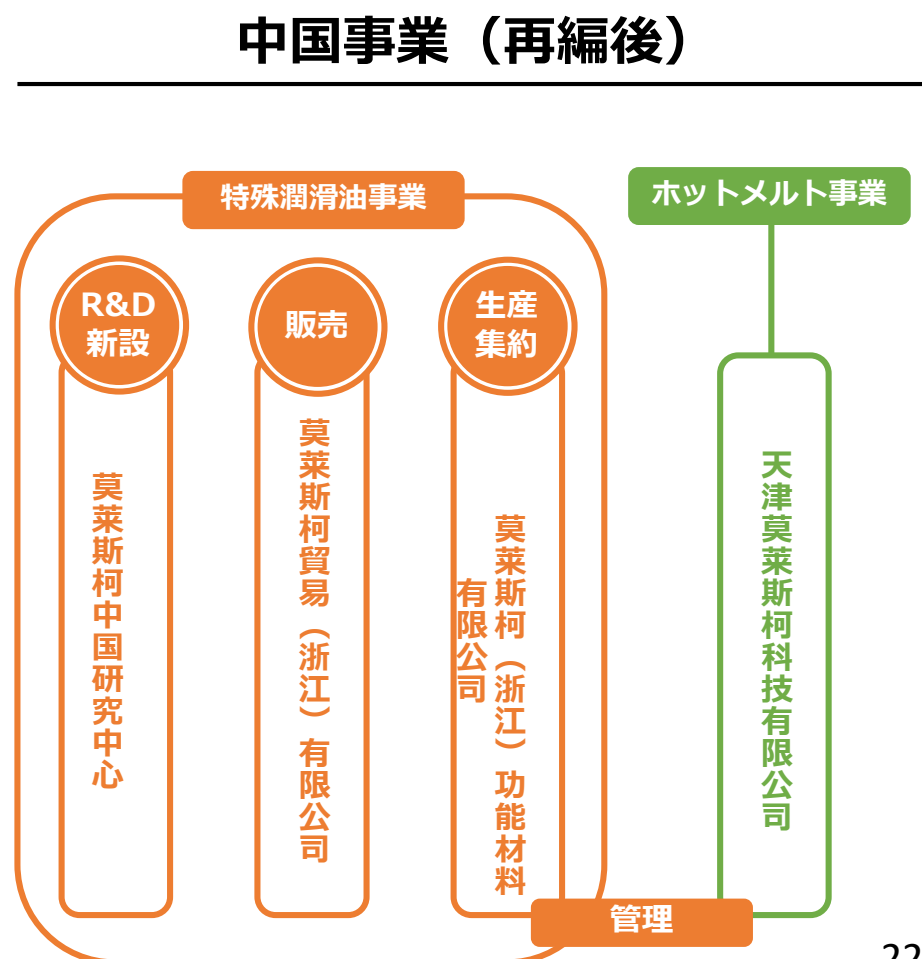 中国事業（再編後）
特殊潤滑油事業
ホットメルト事業
R&D
新設
販売
生産
集約
莫莱斯柯中国研究中心
莫莱斯柯貿易（浙江）有限公司
莫莱斯柯（浙江）功能材料
有限公司
天津莫莱斯柯科技有限公司
管理
22